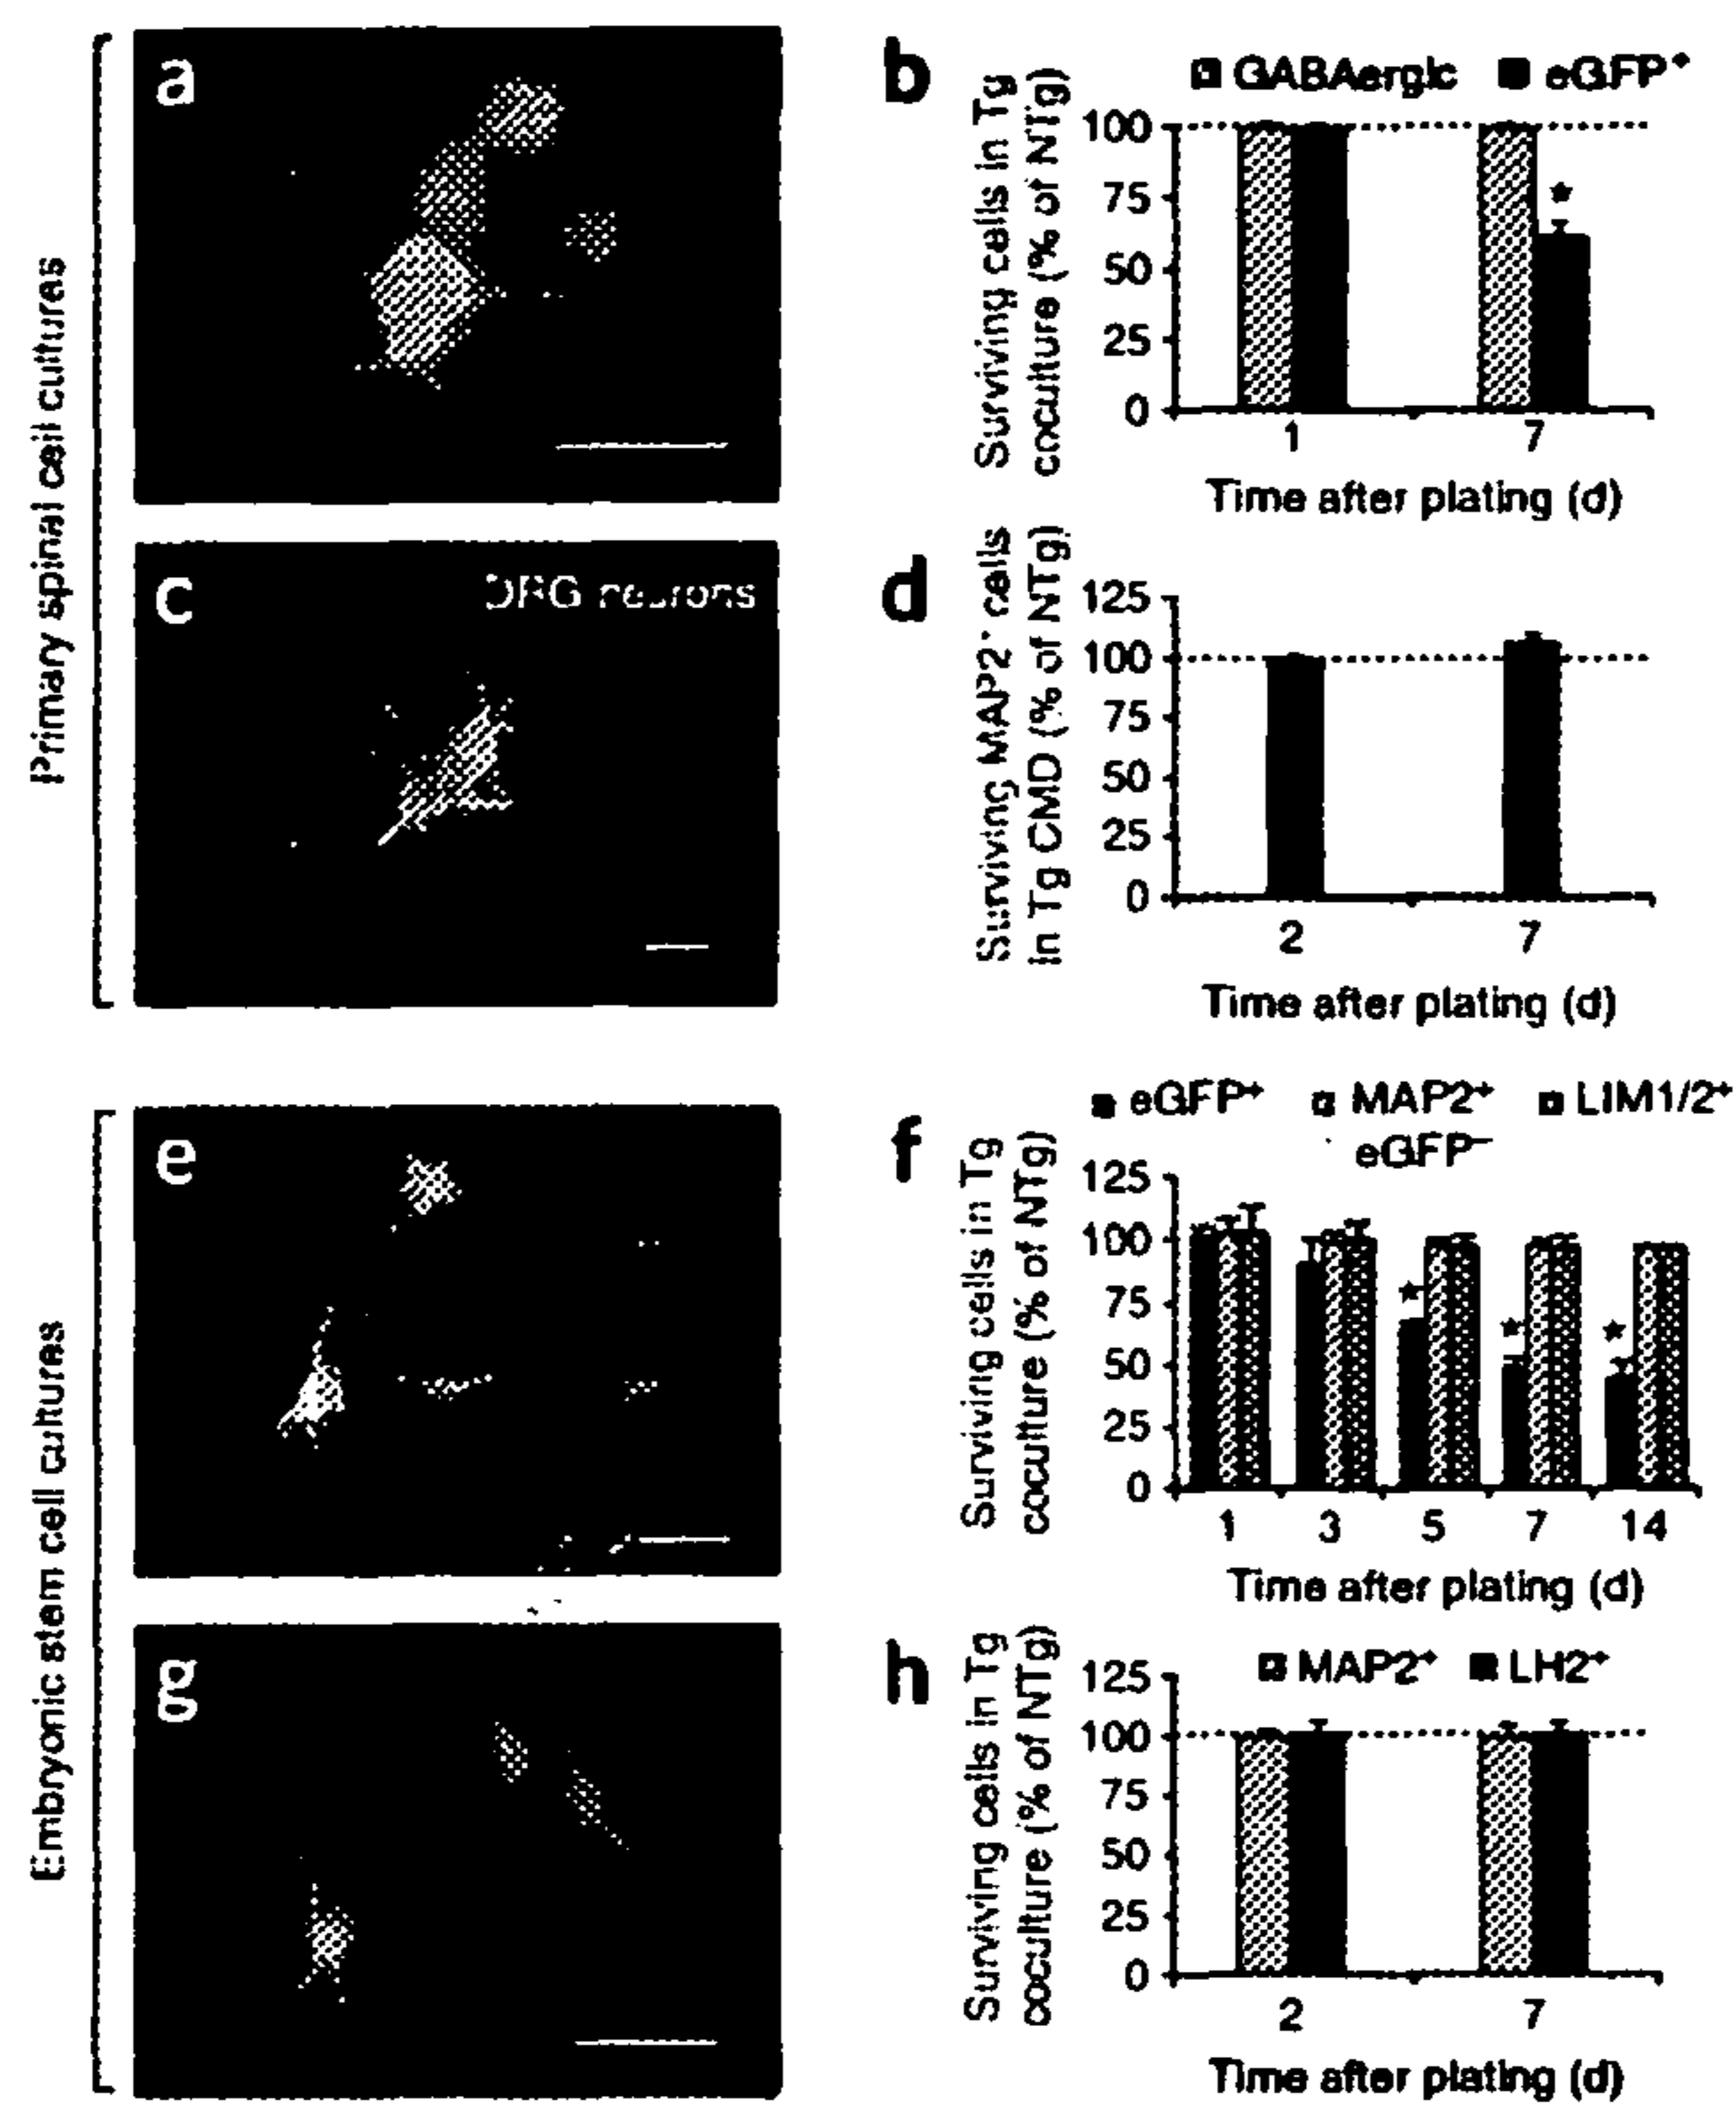 Primary spinal cell cultures
a
b
GABAergic eGFP+
Surviving cells in Tg
coculture (% of NTg)
100
75
50
25
0
1 7
Time after plating (d)
c
DRG neurons
d
Surviving MAP2+ cells
in Tg CMD (% of NTg)
125
100
75
50
25
0
2 7
Time after plating (d)
Embryonic stem cell cultures
e
f
eGFP+ MAP2+ LIM1/2+
eGFP–
Surviving cells in Tg
coculture (% of NTg)
125
100
75
50
25
0
1 3 5 7 14
Time after plating (d)
g
h
MAP2+ LH2+
Surviving cells in Tg
coculture (% of NTg)
125
100
75
50
25
0
2 7
Time after plating (d)